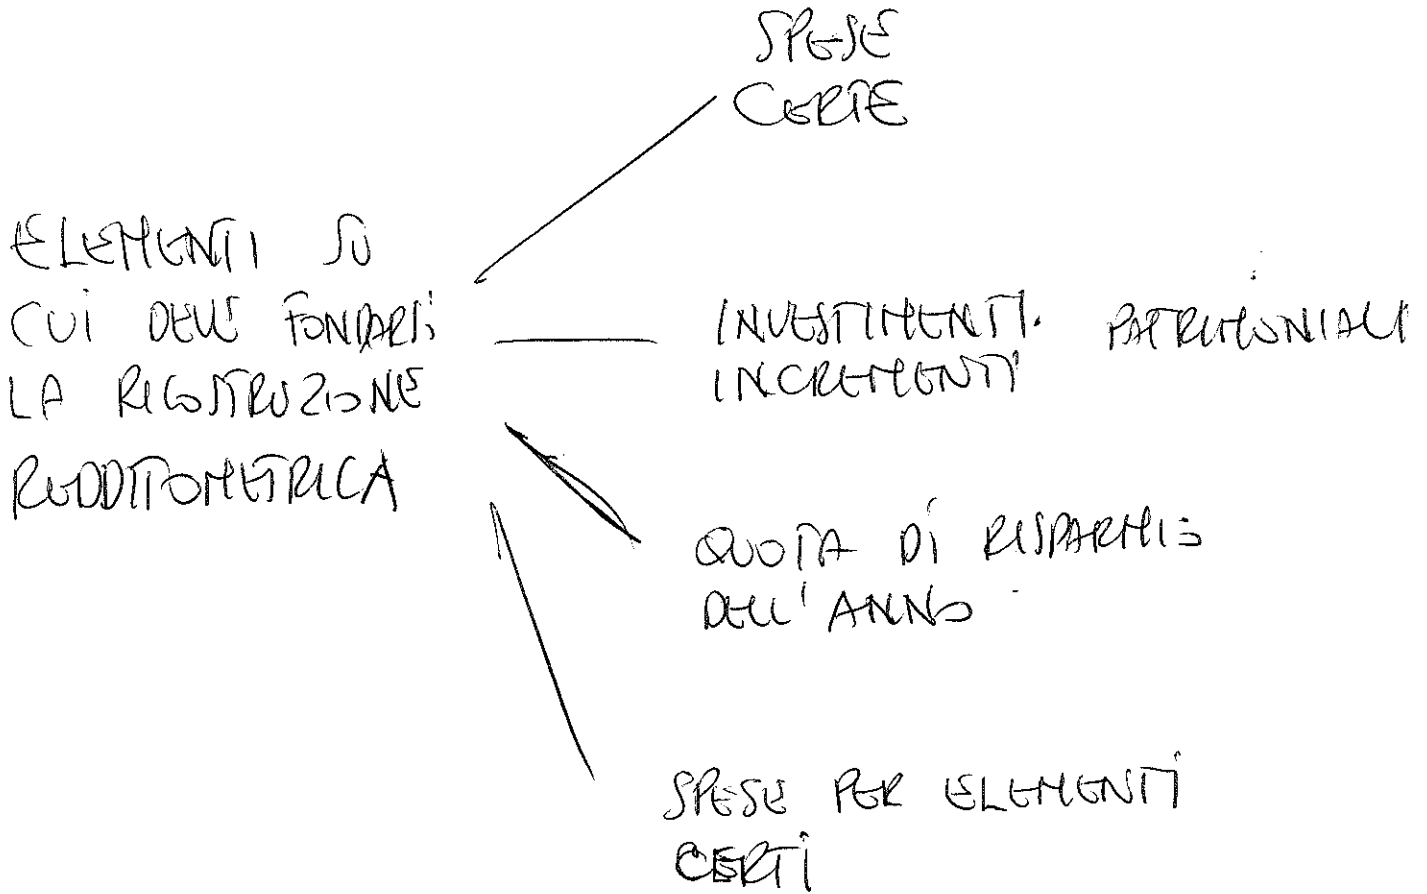 SPESE
CERTE
ELEMENTI SU
CUI DEVE FONDARSI
LA RICOSTRUZIONE
REDDITOMETRICA
INVESTIMENTI PATRIMONIALI
INCREMENTI
QUOTA DI RISPARMIO
DELL'ANNO
SPESE PER ELEMENTI
CERTI